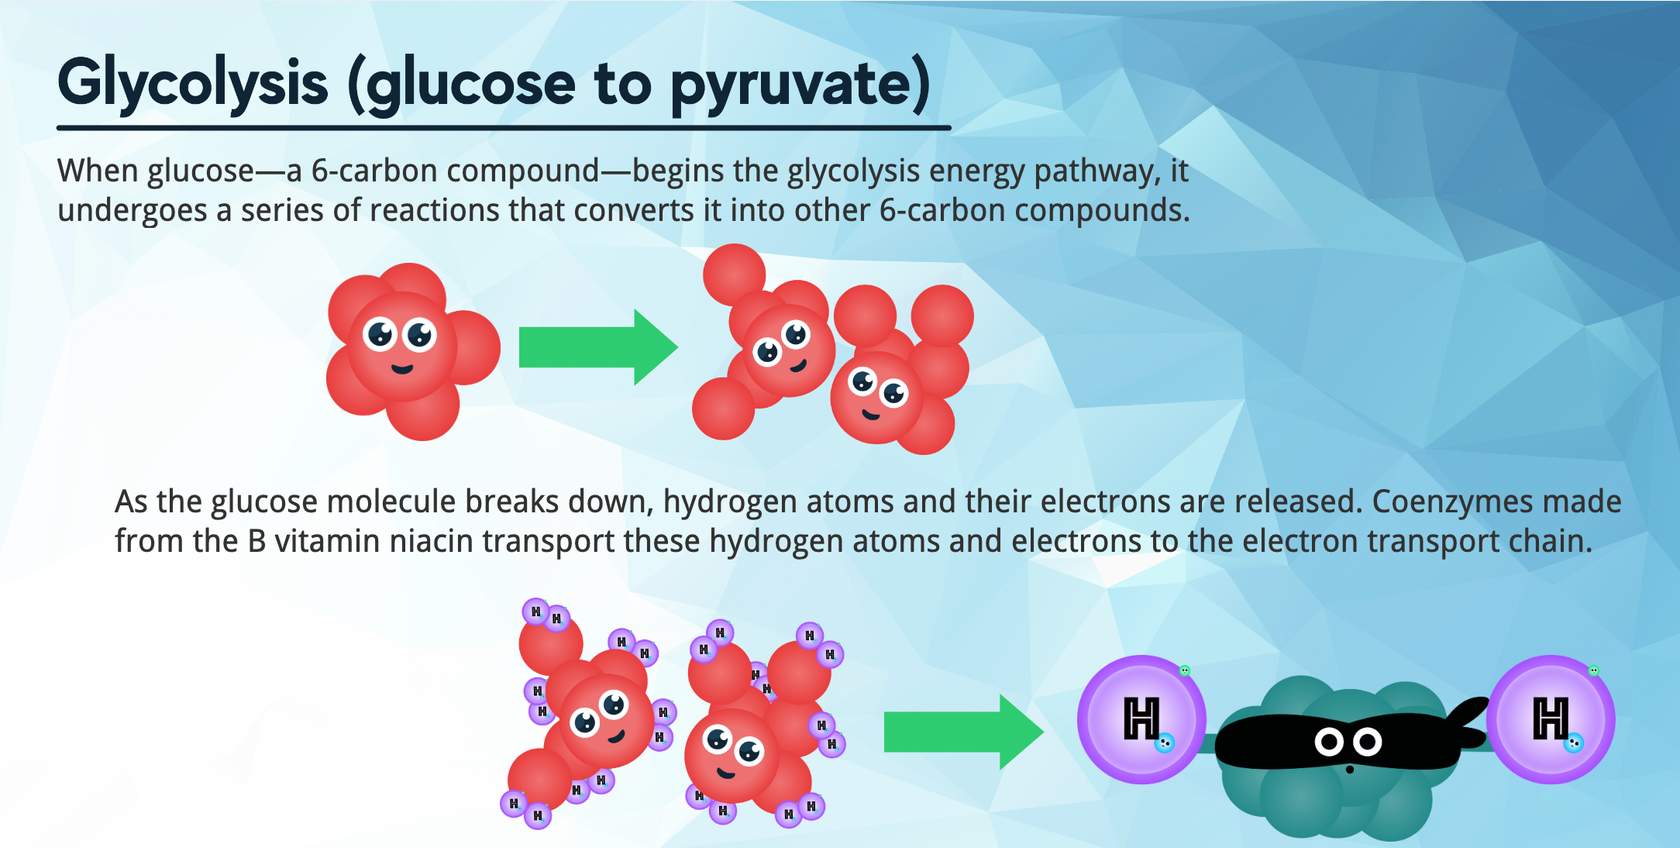 Glycolysis (glucose to pyruvate)
When glucose—a 6-carbon compound—begins the glycolysis energy pathway, it
undergoes a series of reactions that converts it into other 6-carbon compounds.
As the glucose molecule breaks down, hydrogen atoms and their electrons are released. Coenzymes made
from the B vitamin niacin transport these hydrogen atoms and electrons to the electron transport chain.
H H H H H H H H H H
H H H H H H H H H H H H
H H